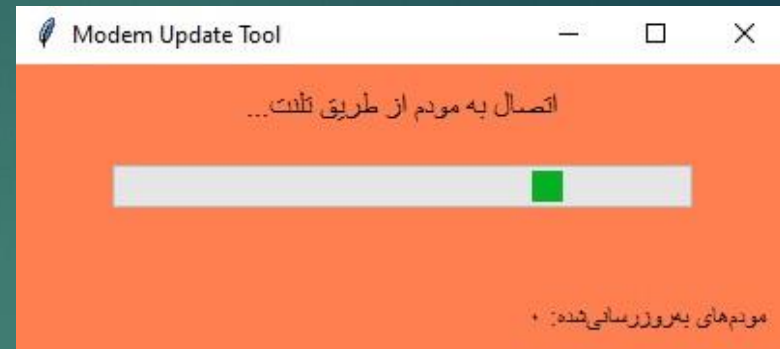 Modem Update Tool
اتصال به مودم از طریق تلنت...
مودم‌های به‌روزرسانی‌شده: ۰